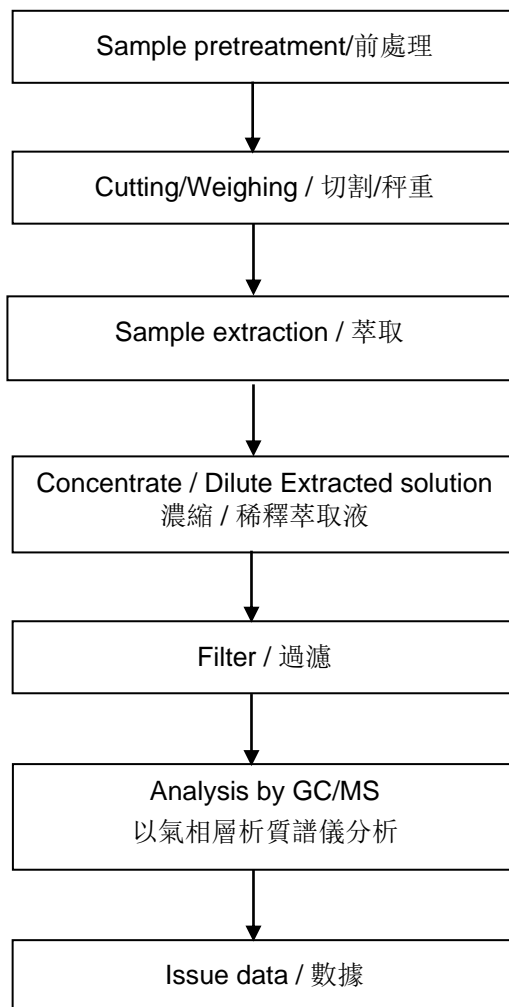 Sample pretreatment/前處理
Cutting/Weighing / 切割/秤重
Sample extraction / 萃取
Concentrate / Dilute Extracted solution
濃縮 / 稀釋萃取液
Filter / 過濾
Analysis by GC/MS
以氣相層析質譜儀分析
Issue data / 數據